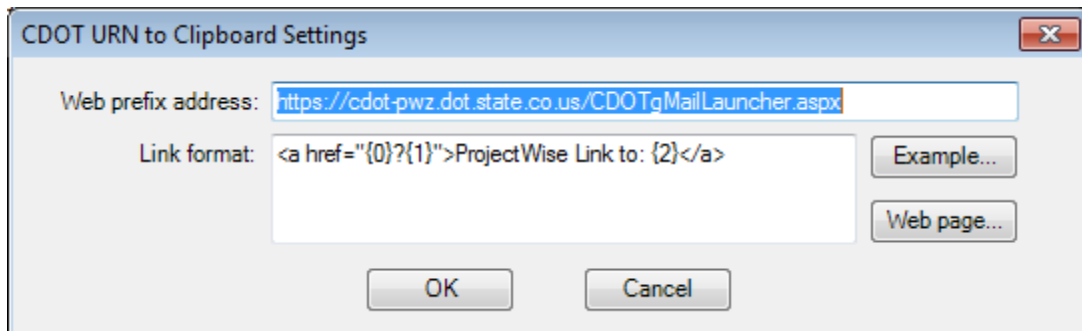 CDOT URN to Clipboard Settings
Web prefix address: https://cdot-pwz.dot.state.co.us/CDOTgMailLauncher.aspx
Link format: <a href="{0}?{1}">ProjectWise Link to: {2}</a> Example...
Web page...
OK Cancel